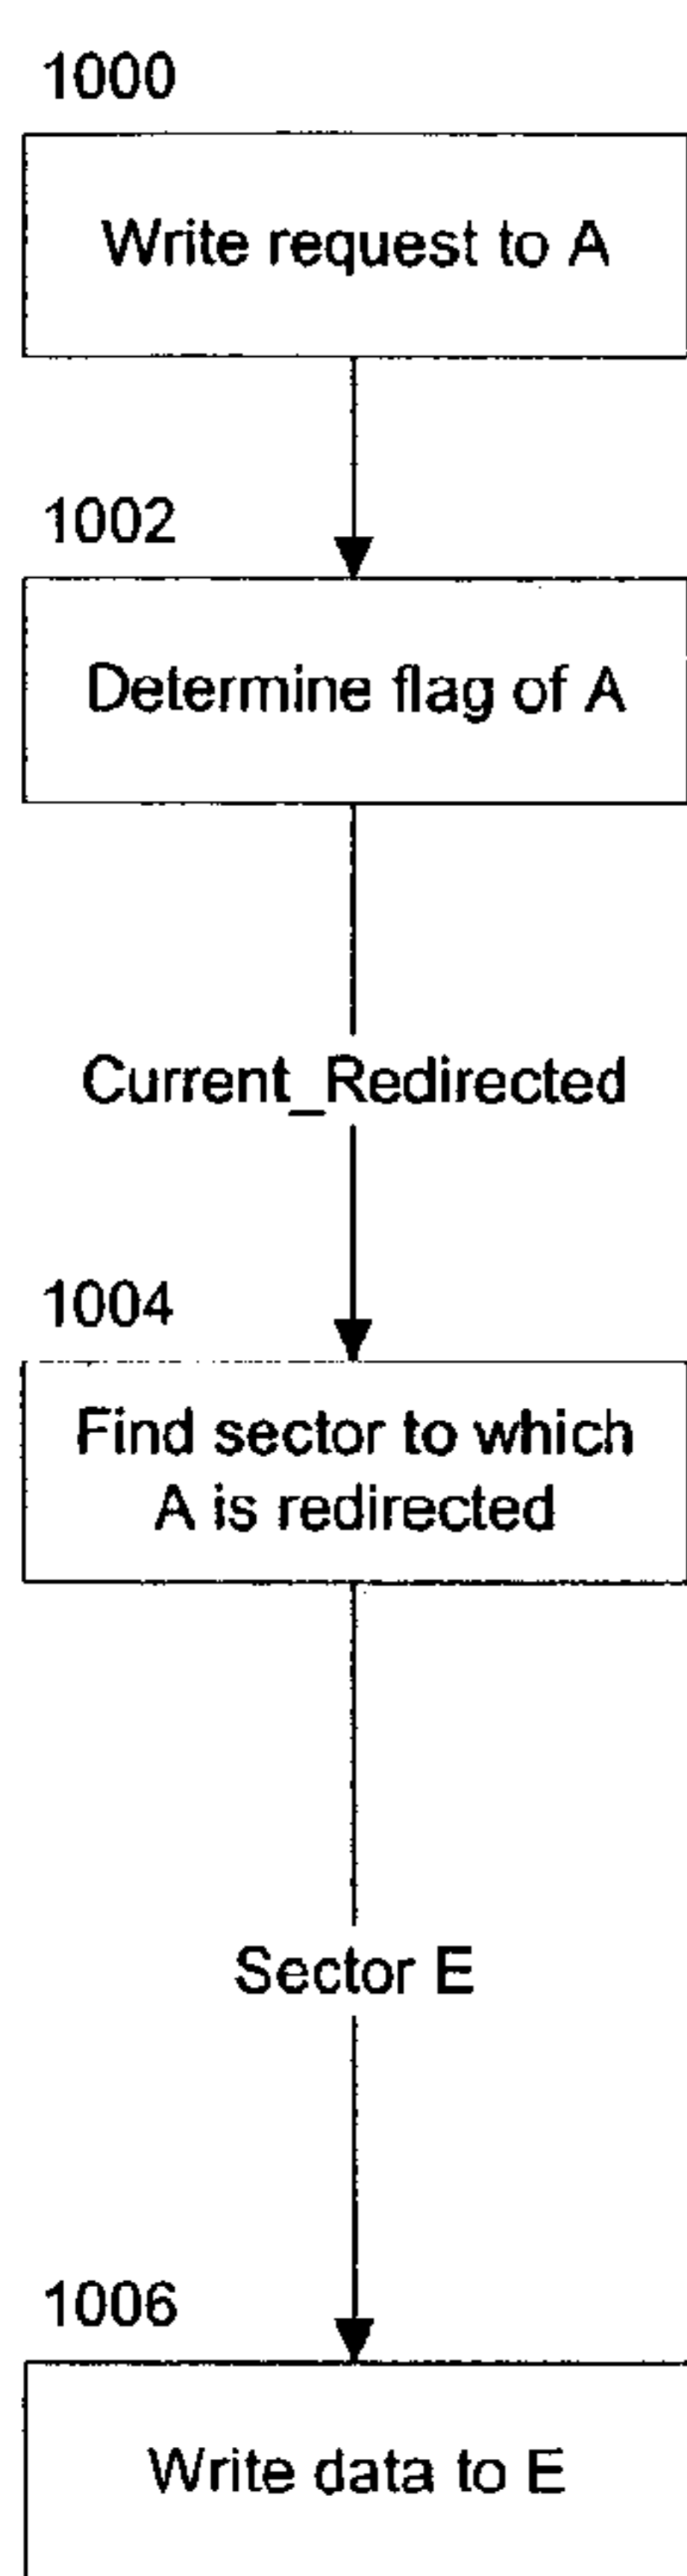 1000
Write request to A
1002
Determine flag of A
Current_Redirected
1004
Find sector to which
A is redirected
Sector E
1006
Write data to E